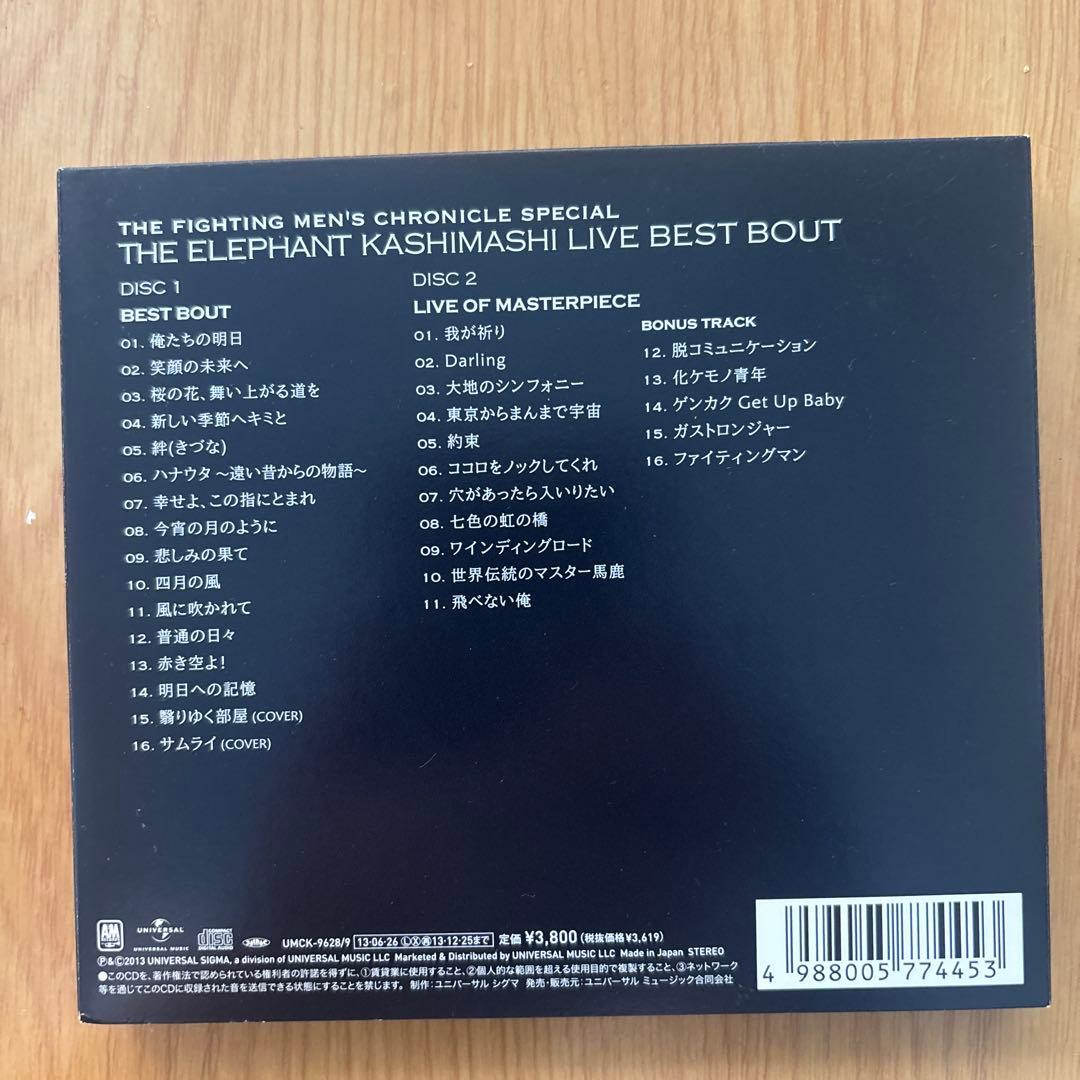 THE FIGHTING MEN'S CHRONICLE SPECIAL
THE ELEPHANT KASHIMASHI LIVE BEST BOUT
DISC 1
BEST BOUT
01. 俺たちの明日
02. 笑顔の未来へ
03. 桜の花、舞い上がる道を
04. 新しい季節へキミと
05. 絆(きづな)
06. ハナウタ 〜遠い昔からの物語〜
07. 幸せよ、この指にとまれ
08. 今宵の月のように
09. 悲しみの果て
10. 四月の風
11. 風に吹かれて
12. 普通の日々
13. 赤き空よ!
14. 明日への記憶
15. 翳りゆく部屋 (COVER)
16. サムライ (COVER)
DISC 2
LIVE OF MASTERPIECE
01. 我が祈り
02. Darling
03. 大地のシンフォニー
04. 東京からまんまで宇宙
05. 約束
06. ココロをノックしてくれ
07. 穴があったら入いりたい
08. 七色の虹の橋
09. ワインディングロード
10. 世界伝統のマスター馬鹿
11. 飛べない俺
BONUS TRACK
12. 脱コミュニケーション
13. 化ケモノ青年
14. ゲンカク Get Up Baby
15. ガストロンジャー
16. ファイティングマン
A&M
UNIVERSAL
UNIVERSAL MUSIC
COMPACT
disc
DIGITAL AUDIO
UMCK-9628/9 13·06·26 Ⓛ Ⓧ ㊢ 13·12·25まで 定価 ¥3,800 (税抜価格¥3,619)
Ⓟ&Ⓒ2013 UNIVERSAL SIGMA, a division of UNIVERSAL MUSIC LLC Marketed & Distributed by UNIVERSAL MUSIC LLC Made in Japan STEREO
●このCDを、著作権法で認められている権利者の許諾を得ずに、①賃貸業に使用すること、②個人的な範囲を超える使用目的で複製すること、③ネットワーク
等を通じてこのCDに収録された音を送信できる状態にすることを禁じます。 制作:ユニバーサル シグマ 発売・販売元:ユニバーサル ミュージック合同会社
4 988005 774453